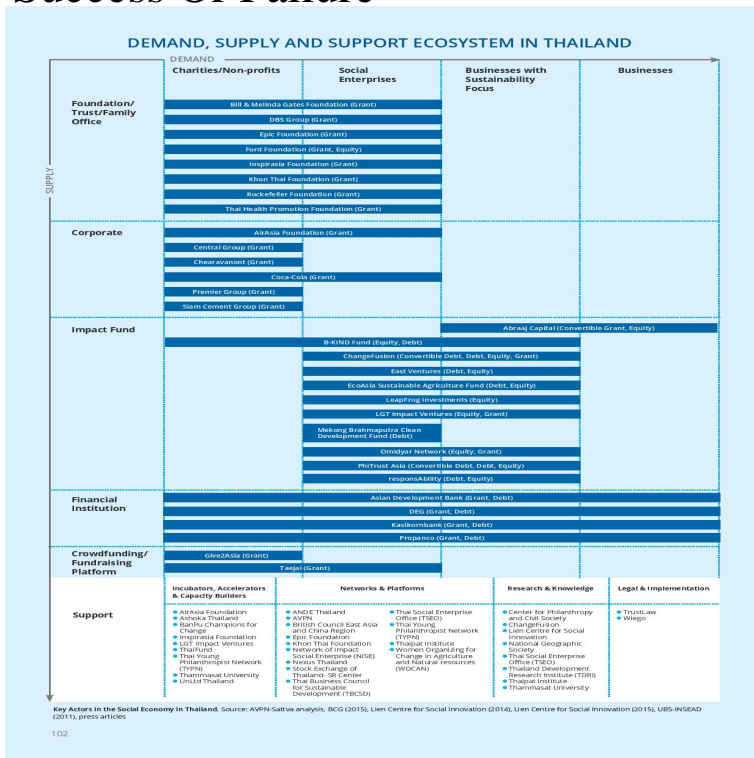 Success Or Failure
DEMAND, SUPPLY AND SUPPORT ECOSYSTEM IN THAILAND
DEMAND
Charities/Non-profits
Social
Enterprises
Businesses with
Sustainability
Focus
Businesses
SUPPLY
Foundation/
Trust/Family
Office
Bill & Melinda Gates Foundation (Grant)
DBS Group (Grant)
Epic Foundation (Grant)
Ford Foundation (Grant, Equity)
Inspirasia Foundation (Grant)
Khon Thai Foundation (Grant)
Rockefeller Foundation (Grant)
Thai Health Promotion Foundation (Grant)
Corporate
AirAsia Foundation (Grant)
Central Group (Grant)
Chearavanont (Grant)
Coca-Cola (Grant)
Premier Group (Grant)
Siam Cement Group (Grant)
Impact Fund
Abraaj Capital (Convertible Grant, Equity)
B-KIND Fund (Equity, Debt)
ChangeFusion (Convertible Debt, Debt, Equity, Grant)
East Ventures (Debt, Equity)
EcoAsia Sustainable Agriculture Fund (Debt, Equity)
LeapFrog Investments (Equity)
LGT Impact Ventures (Equity, Grant)
Mekong Brahmaputra Clean
Development Fund (Debt)
Omidyar Network (Equity, Grant)
PhiTrust Asia (Convertible Debt, Debt, Equity)
responsAbility (Debt, Equity)
Financial
Institution
Asian Development Bank (Grant, Debt)
DEG (Grant, Debt)
Kasikornbank (Grant, Debt)
Propanco (Grant, Debt)
Crowdfunding/
Fundraising
Platform
Give2Asia (Grant)
Taejai (Grant)
Support
Incubators, Accelerators
& Capacity Builders
AirAsia Foundation
Ashoka Thailand
BanPu Champions for
Change
Inspirasia Foundation
LGT Impact Ventures
ThaiFund
Thai Young
Philanthropist Network
(TYPN)
Thammasat University
UnLtd Thailand
Networks & Platforms
ANDE Thailand
AVPN
British Council East Asia
and China Region
Epic Foundation
Khon Thai Foundation
Network of Impact
Social Enterprise (NISE)
Nexus Thailand
Stock Exchange of
Thailand- SR Center
Thai Business Council
for Sustainable
Development (TBCSD)
Thai Social Enterprise
Office (TSEO)
Thai Young
Philanthropist Network
(TYPN)
Thaipat Institute
Women Organizing for
Change in Agriculture
and Natural resources
(WOCAN)
Research & Knowledge
Center for Philanthropy
and Civil Society
ChangeFusion
Lien Centre for Social
Innovation
National Geographic
Society
Thai Social Enterprise
Office (TSEO)
Thailand Development
Research Institute (TDRI)
Thaipat Institute
Thammasat University
Legal & Implementation
TrustLaw
Wiego
Key Actors in the Social Economy in Thailand. Source: AVPN-Sattva analysis, BCG (2015), Lien Centre for Social Innovation (2014), Lien Centre for Social Innovation (2015), UBS-INSEAD
(2011), press articles
102